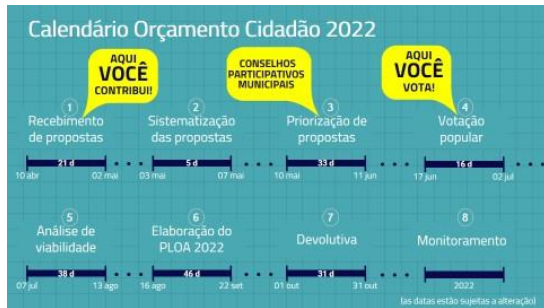 Calendário Orçamento Cidadão 2022
AQUI
VOCÊ
CONTRIBUI!
CONSELHOS
PARTICIPATIVOS
MUNICIPAIS
AQUI
VOCÊ
VOTA!
1
Recebimento
de propostas
21 d
10 abr 02 mai
2
Sistematização
das propostas
5 d
03 mai 07 mai
3
Priorização de
propostas
33 d
10 mai 11 jun
4
Votação
popular
16 d
17 jun 02 jul
5
Análise de
viabilidade
38 d
07 jul 13 ago
6
Elaboração do
PLOA 2022
46 d
16 ago 22 set
7
Devolutiva
31 d
01 out 31 out
8
Monitoramento
2022
(as datas estão sujeitas a alteração)